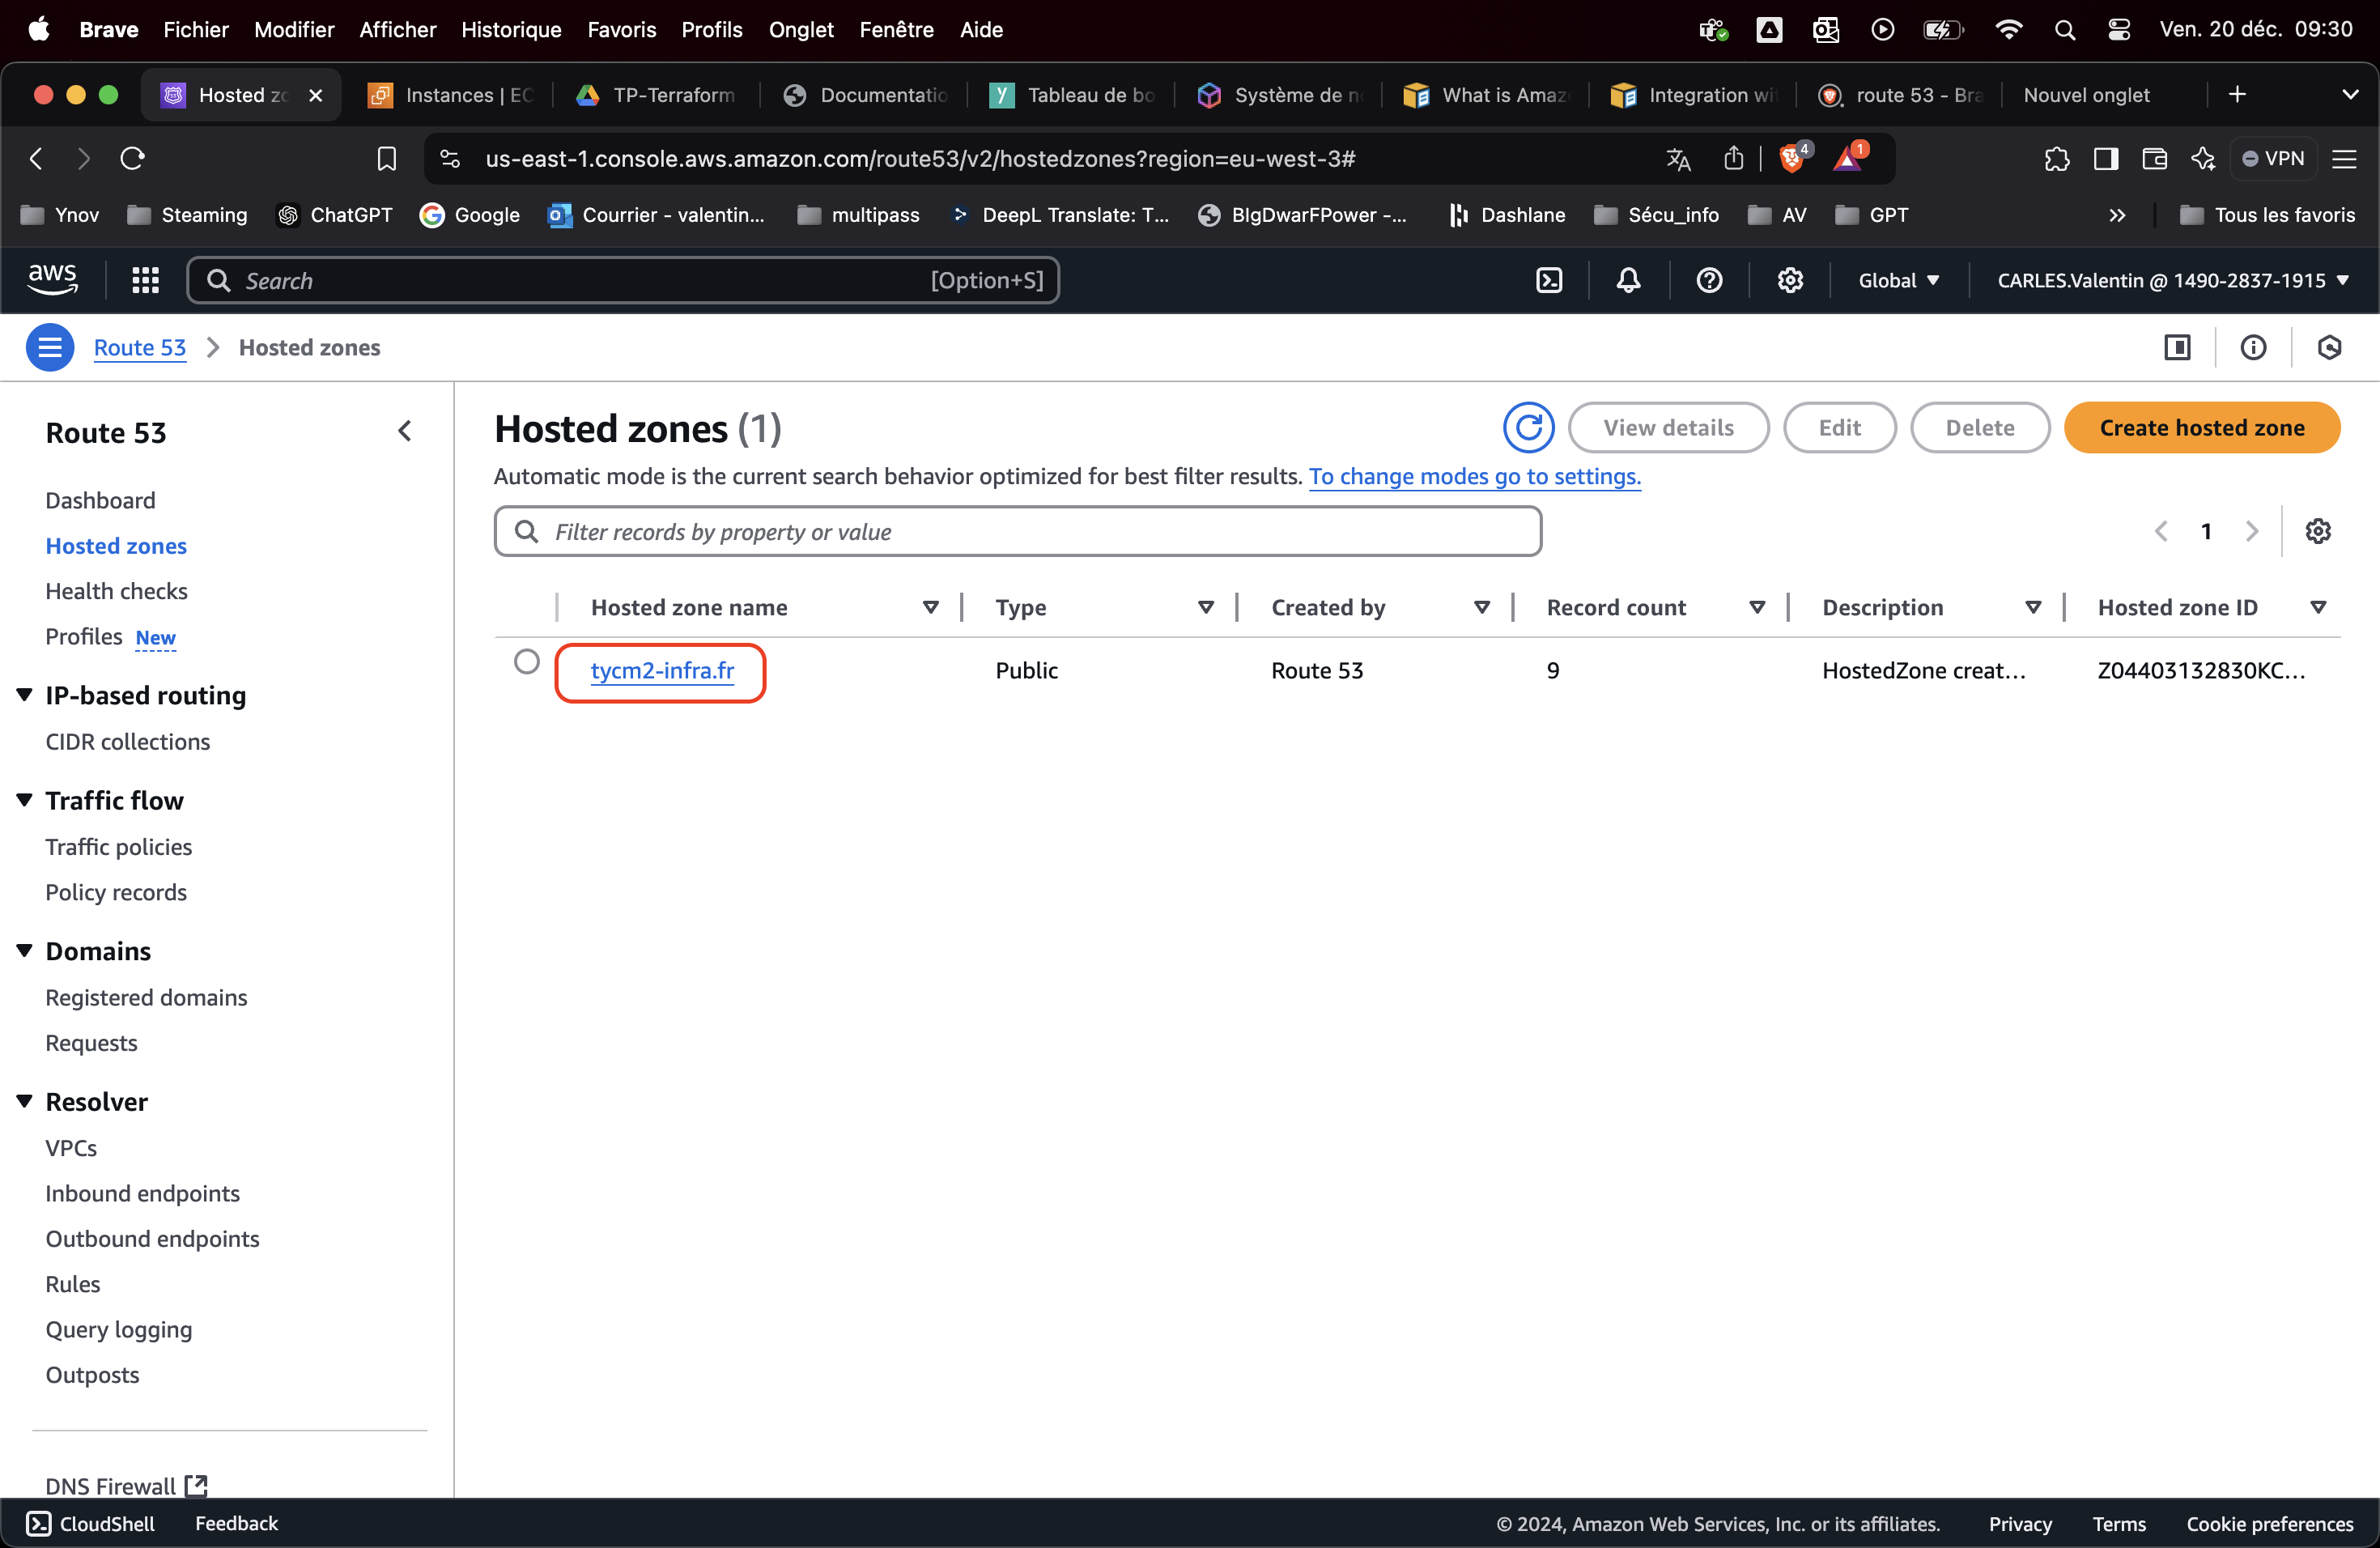 Brave Fichier Modifier Afficher Historique Favoris Profils Onglet Fenêtre Aide Ven. 20 déc. 09:30
Hosted zo Instances | EC TP-Terraform Documentatio Tableau de bo Système de n What is Amaz Integration wi route 53 - Bra Nouvel onglet
us-east-1.console.aws.amazon.com/route53/v2/hostedzones?region=eu-west-3# 4 1 VPN
Ynov Steaming ChatGPT Google Courrier - valentin... multipass DeepL Translate: T... BIgDwarFPower -... Dashlane Sécu_info AV GPT Tous les favoris
aws Search [Option+S] Global CARLES.Valentin @ 1490-2837-1915
Route 53 Hosted zones
Route 53
Dashboard
Hosted zones
Health checks
Profiles New
IP-based routing
CIDR collections
Traffic flow
Traffic policies
Policy records
Domains
Registered domains
Requests
Resolver
VPCs
Inbound endpoints
Outbound endpoints
Rules
Query logging
Outposts
DNS Firewall
Hosted zones (1) View details Edit Delete Create hosted zone
Automatic mode is the current search behavior optimized for best filter results. To change modes go to settings.
Filter records by property or value 1
Hosted zone name Type Created by Record count Description Hosted zone ID
tycm2-infra.fr Public Route 53 9 HostedZone creat... Z04403132830KC...
CloudShell Feedback © 2024, Amazon Web Services, Inc. or its affiliates. Privacy Terms Cookie preferences